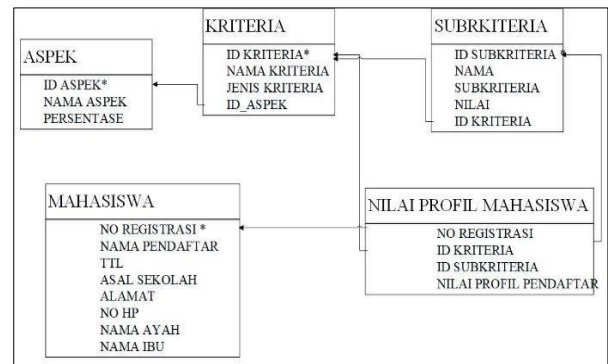 ASPEK
ID ASPEK*
NAMA ASPEK
PERSENTASE
KRITERIA
ID KRITERIA*
NAMA KRITERIA
JENIS KRITERIA
ID_ASPEK
SUBRKITERIA
ID SUBKRITERIA *
NAMA
SUBKRITERIA
NILAI
ID KRITERIA
MAHASISWA
NO REGISTRASI *
NAMA PENDAFTAR
TTL
ASAL SEKOLAH
ALAMAT
NO HP
NAMA AYAH
NAMA IBU
NILAI PROFIL MAHASISWA
NO REGISTRASI
ID KRITERIA
ID SUBKRITERIA
NILAI PROFIL PENDAFTAR